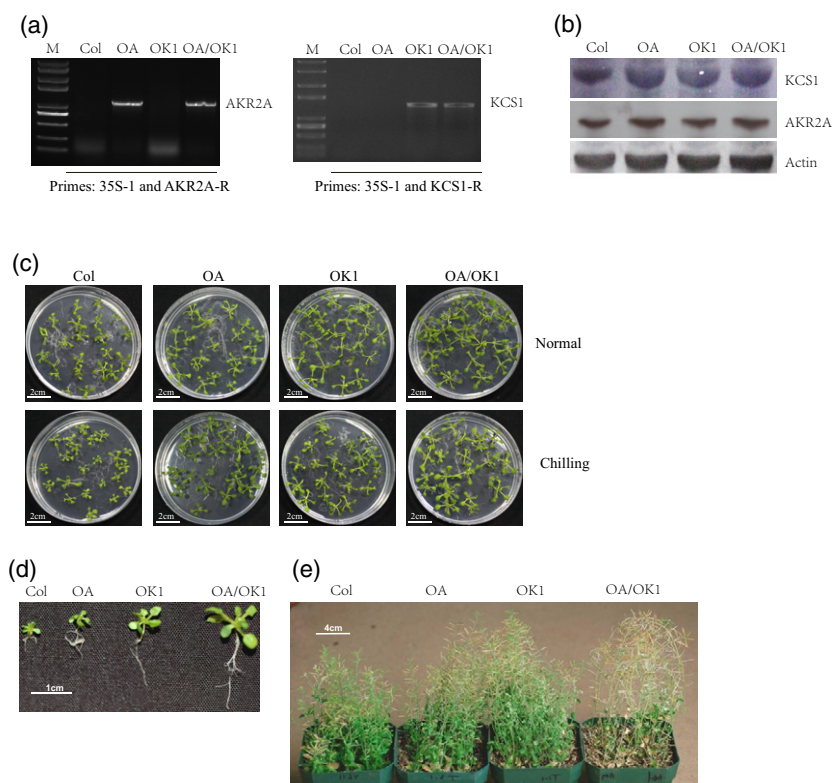 (a)
M Col OA OK1 OA/OK1
AKR2A
Primes: 35S-1 and AKR2A-R
M Col OA OK1 OA/OK1
KCS1
Primes: 35S-1 and KCS1-R
(b)
Col OA OK1 OA/OK1
KCS1
AKR2A
Actin
(c)
Col OA OK1 OA/OK1
2cm 2cm 2cm 2cm
Normal
2cm 2cm 2cm 2cm
Chilling
(d)
Col OA OK1 OA/OK1
1cm
(e)
Col OA OK1 OA/OK1
4cm